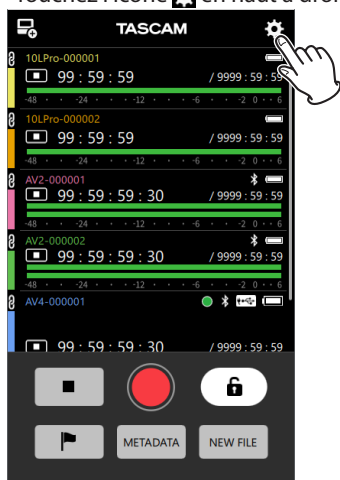 Touchez l'icône en haut à droi
TASCAM
10LPro-000001
99 : 59 : 59 / 9999 : 59 : 59
-48 · · -24 · · · -12 · · · -6 · · -2 0 · · 6
10LPro-000002
99 : 59 : 59 / 9999 : 59 : 59
-48 · · -24 · · · -12 · · · -6 · · -2 0 · · 6
AV2-000001
99 : 59 : 59 : 30 / 9999 : 59 : 59
-48 · · -24 · · · -12 · · · -6 · · -2 0 · · 6
AV2-000002
99 : 59 : 59 : 30 / 9999 : 59 : 59
-48 · · -24 · · · -12 · · · -6 · · -2 0 · · 6
AV4-000001
99 : 59 : 59 : 30 / 9999 : 59 : 59
METADATA
NEW FILE